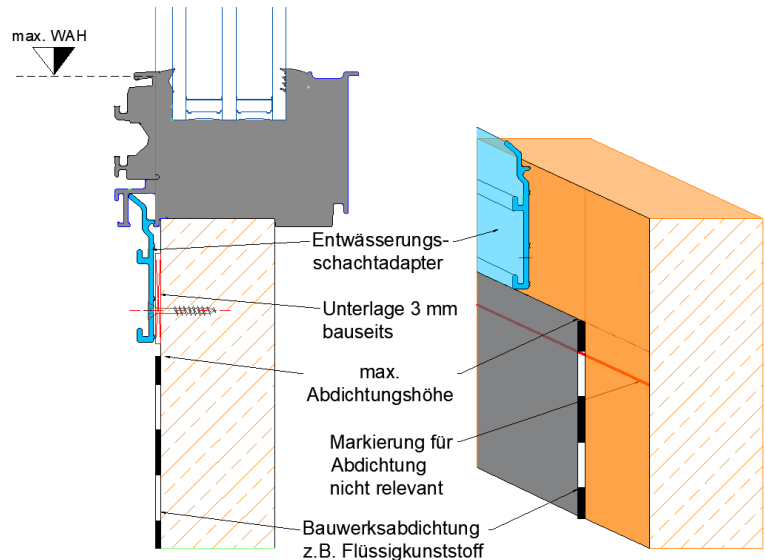 max. WAH
Entwässerungs-
schachtadapter
Unterlage 3 mm
bauseits
max.
Abdichtungshöhe
Markierung für
Abdichtung
nicht relevant
Bauwerksabdichtung
z.B. Flüssigkunststoff